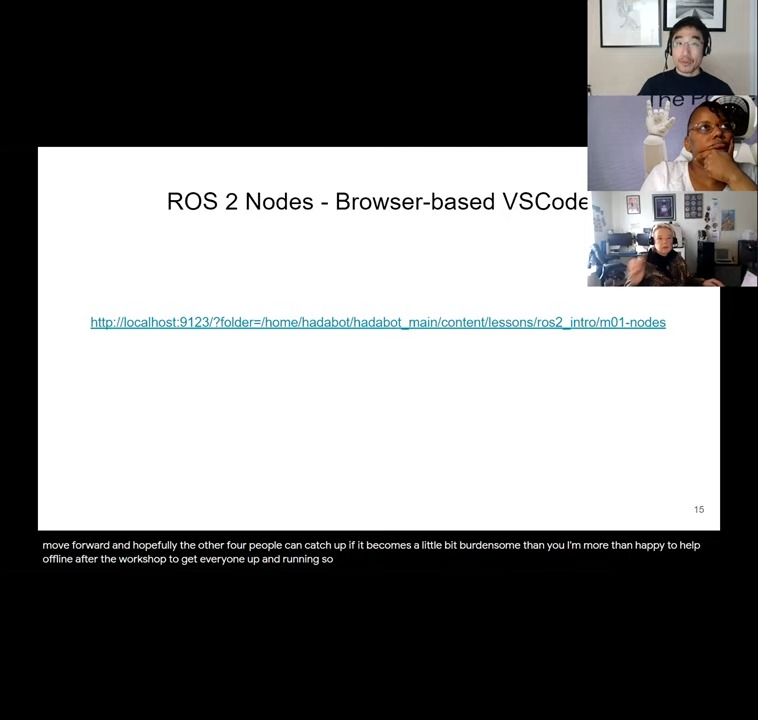 The P
ROS 2 Nodes - Browser-based VSCode
http://localhost:9123/?folder=/home/hadabot/hadabot_main/content/lessons/ros2_intro/m01-nodes
15
move forward and hopefully the other four people can catch up if it becomes a little bit burdensome than you I'm more than happy to help
offline after the workshop to get everyone up and running so